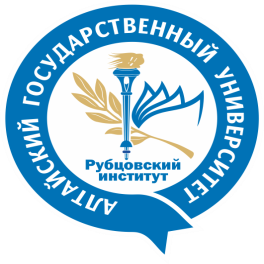 АЛТАЙСКИЙ ГОСУДАРСТВЕННЫЙ УНИВЕРСИТЕТ
Рубцовский
институт